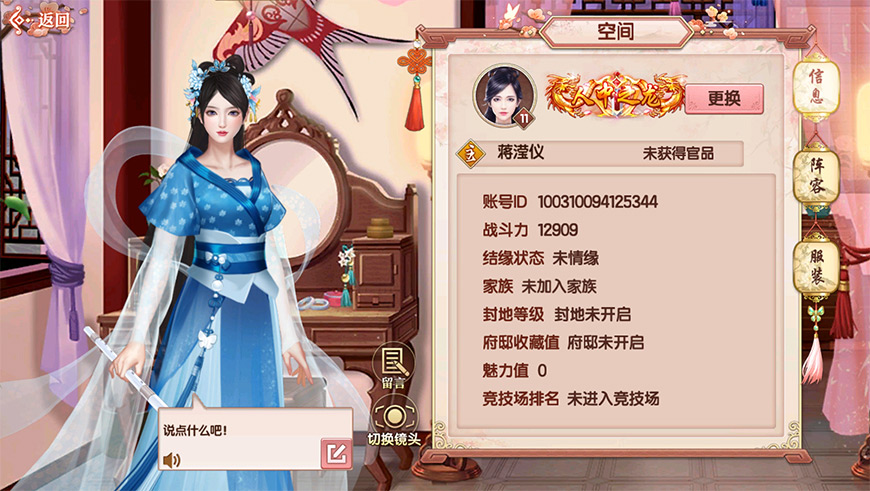 返回
空间
人中之龙
更换
11
主
蒋滢仪
未获得官品
账号ID 100310094125344
战斗力 12909
结缘状态 未情缘
家族 未加入家族
封地等级 封地未开启
府邸收藏值 府邸未开启
魅力值 0
竞技场排名 未进入竞技场
信息
阵容
服装
留言
切换镜头
说点什么吧!